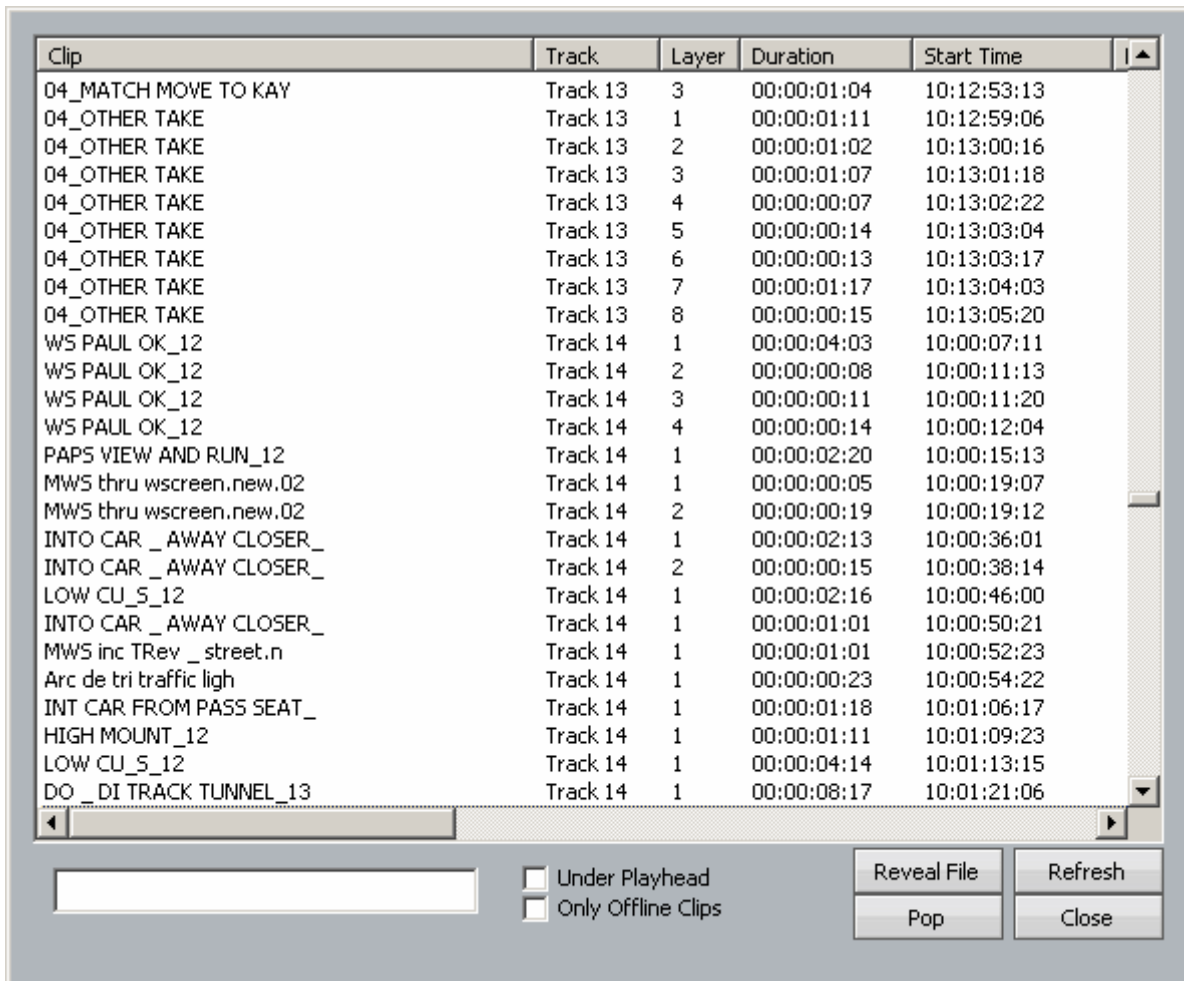 Clip Track Layer Duration Start Time
04_MATCH MOVE TO KAY Track 13 3 00:00:01:04 10:12:53:13
04_OTHER TAKE Track 13 1 00:00:01:11 10:12:59:06
04_OTHER TAKE Track 13 2 00:00:01:02 10:13:00:16
04_OTHER TAKE Track 13 3 00:00:01:07 10:13:01:18
04_OTHER TAKE Track 13 4 00:00:00:07 10:13:02:22
04_OTHER TAKE Track 13 5 00:00:00:14 10:13:03:04
04_OTHER TAKE Track 13 6 00:00:00:13 10:13:03:17
04_OTHER TAKE Track 13 7 00:00:01:17 10:13:04:03
04_OTHER TAKE Track 13 8 00:00:00:15 10:13:05:20
WS PAUL OK_12 Track 14 1 00:00:04:03 10:00:07:11
WS PAUL OK_12 Track 14 2 00:00:00:08 10:00:11:13
WS PAUL OK_12 Track 14 3 00:00:00:11 10:00:11:20
WS PAUL OK_12 Track 14 4 00:00:00:14 10:00:12:04
PAPS VIEW AND RUN_12 Track 14 1 00:00:02:20 10:00:15:13
MWS thru wscreen.new.02 Track 14 1 00:00:00:05 10:00:19:07
MWS thru wscreen.new.02 Track 14 2 00:00:00:19 10:00:19:12
INTO CAR _ AWAY CLOSER_ Track 14 1 00:00:02:13 10:00:36:01
INTO CAR _ AWAY CLOSER_ Track 14 2 00:00:00:15 10:00:38:14
LOW CU_S_12 Track 14 1 00:00:02:16 10:00:46:00
INTO CAR _ AWAY CLOSER_ Track 14 1 00:00:01:01 10:00:50:21
MWS inc TRev _ street.n Track 14 1 00:00:01:01 10:00:52:23
Arc de tri traffic ligh Track 14 1 00:00:00:23 10:00:54:22
INT CAR FROM PASS SEAT_ Track 14 1 00:00:01:18 10:01:06:17
HIGH MOUNT_12 Track 14 1 00:00:01:11 10:01:09:23
LOW CU_S_12 Track 14 1 00:00:04:14 10:01:13:15
DO _ DI TRACK TUNNEL_13 Track 14 1 00:00:08:17 10:01:21:06
Under Playhead
Only Offline Clips
Reveal File Refresh
Pop Close